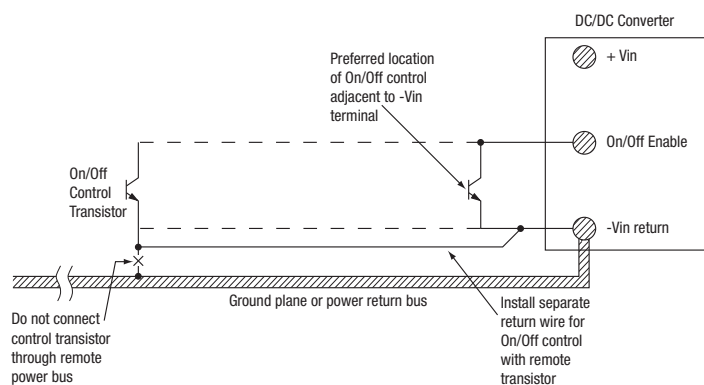 DC/DC Converter
+ Vin
Preferred location
of On/Off control
adjacent to -Vin
terminal
On/Off Enable
On/Off
Control
Transistor
-Vin return
Ground plane or power return bus
Do not connect
control transistor
through remote
power bus
Install separate
return wire for
On/Off control
with remote
transistor